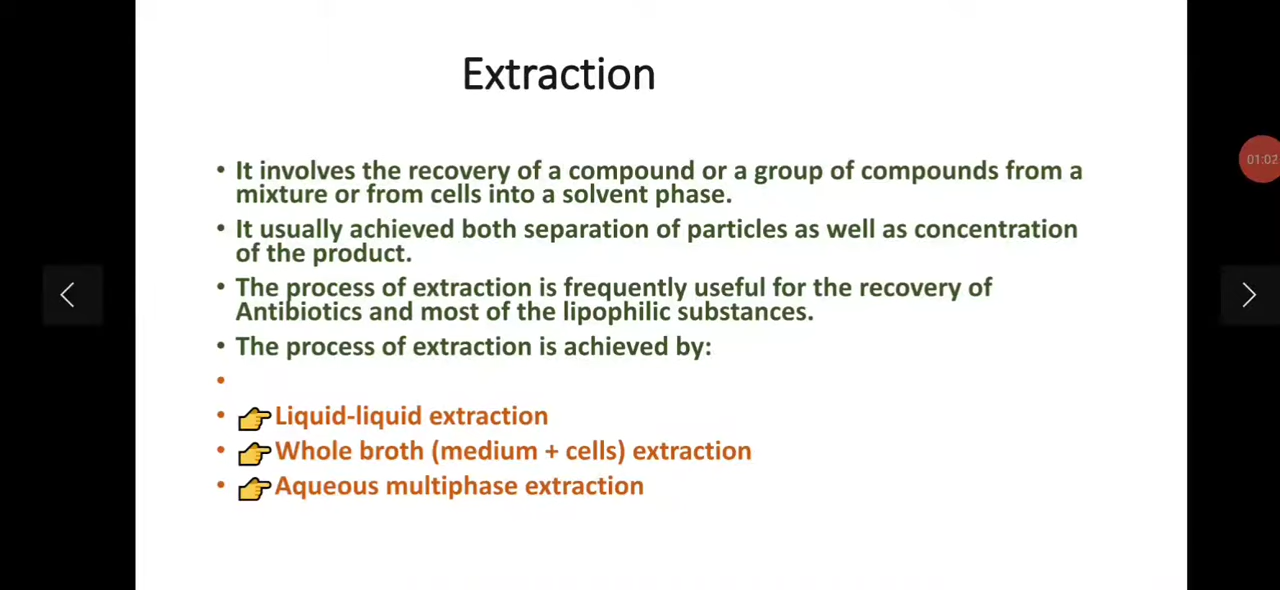 Extraction
• It involves the recovery of a compound or a group of compounds from a
mixture or from cells into a solvent phase.
• It usually achieved both separation of particles as well as concentration
of the product.
• The process of extraction is frequently useful for the recovery of
Antibiotics and most of the lipophilic substances.
• The process of extraction is achieved by:
•
• 👉Liquid-liquid extraction
• 👉Whole broth (medium + cells) extraction
• 👉Aqueous multiphase extraction
01:02